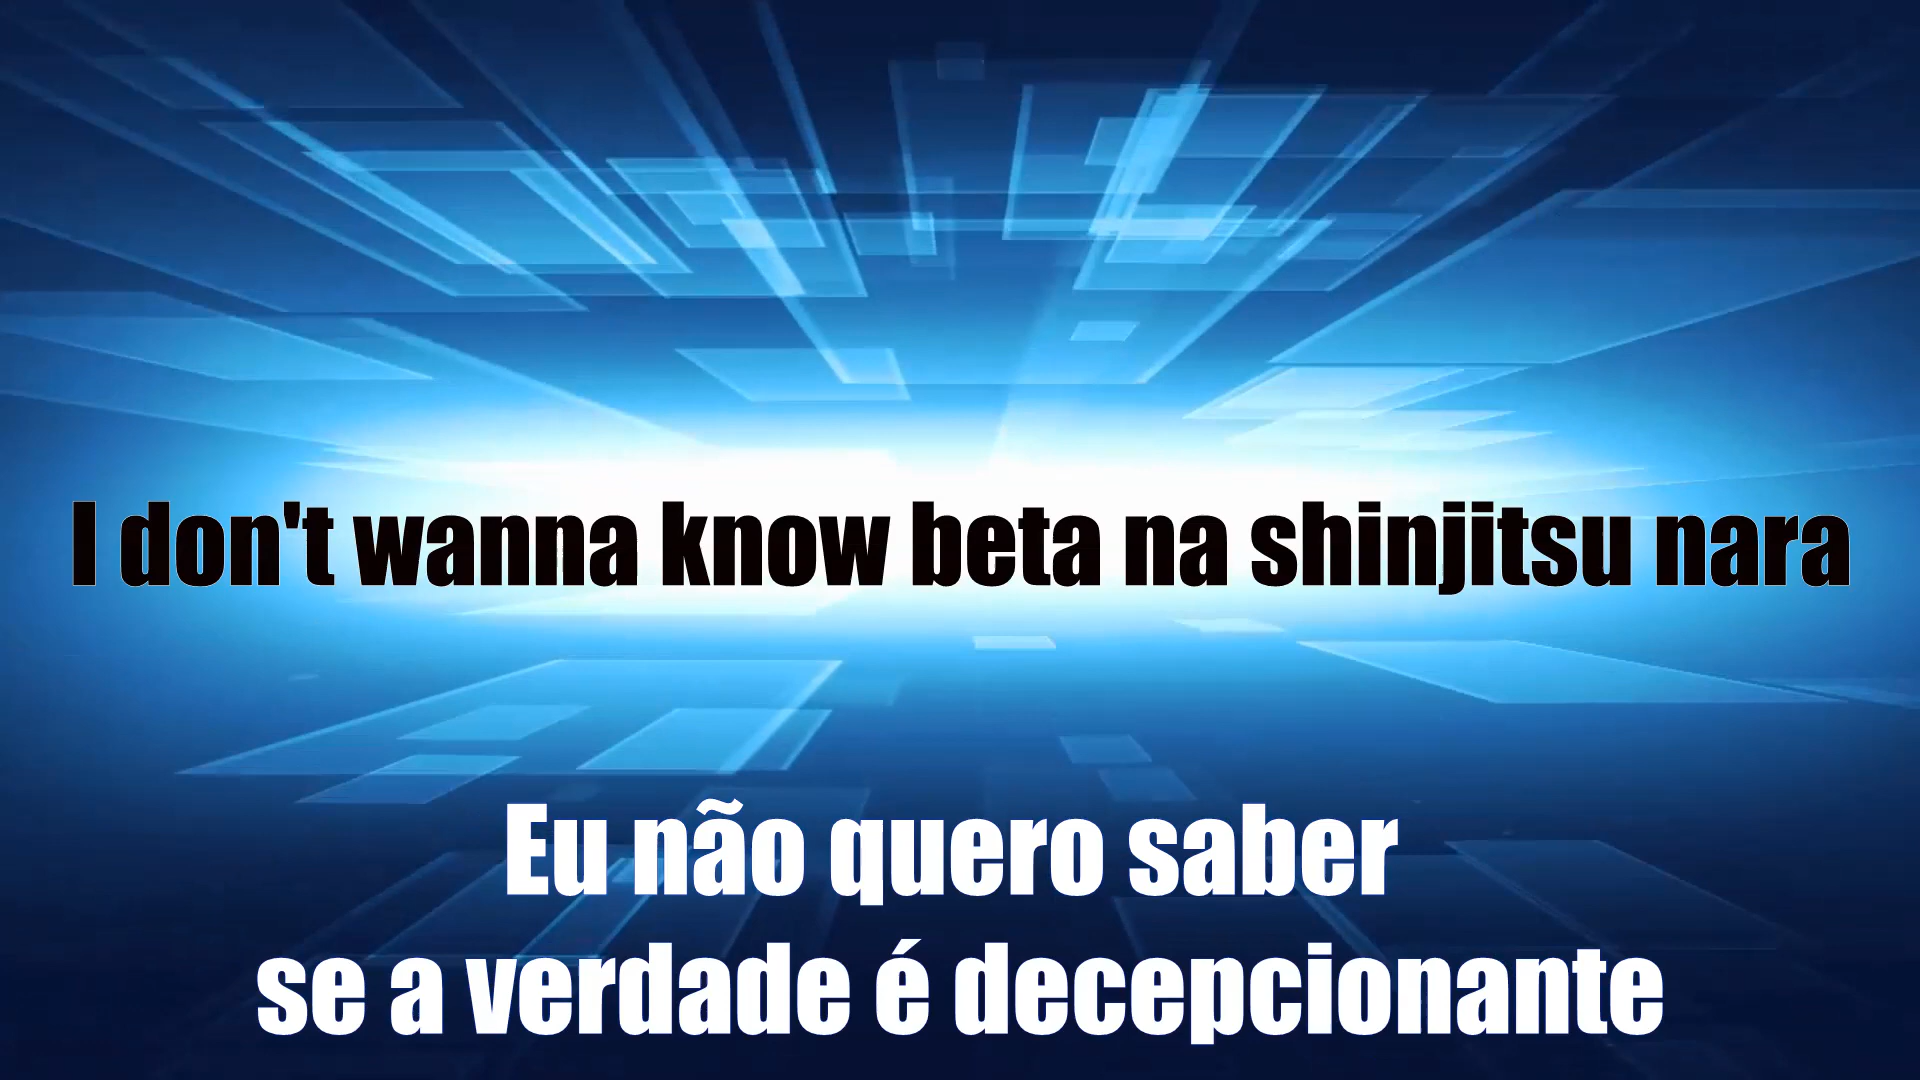 I don't wanna know beta na shinjitsu nara
Eu não quero saber
se a verdade é decepcionante